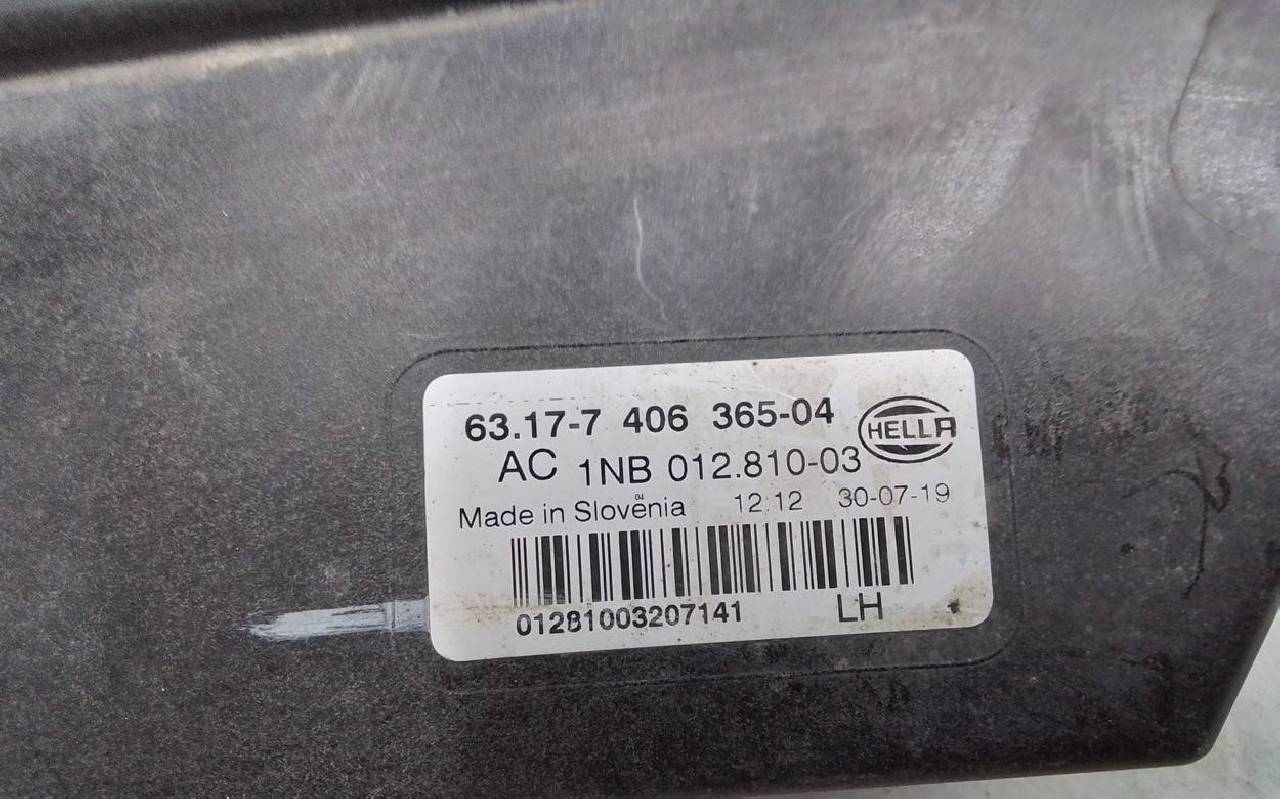 63.17-7 406 365-04
HELLA
AC 1NB 012.810-03
Made in Slovenia 12:12 30-07-19
01281003207141 LH